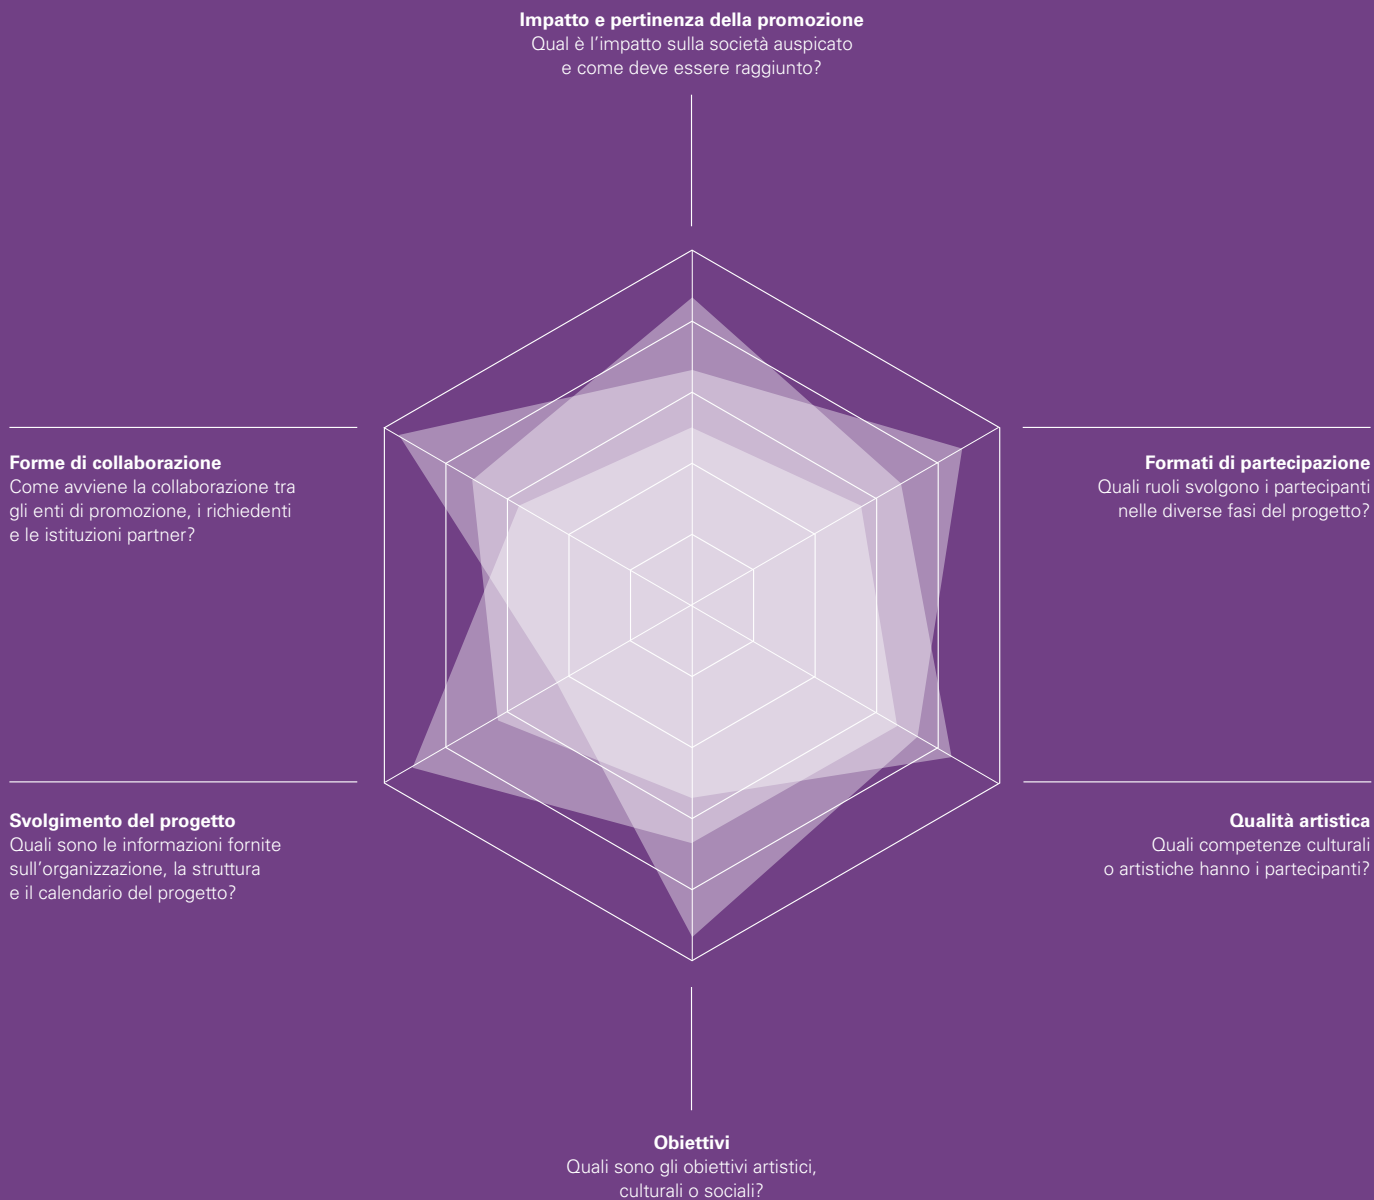 Impatto e pertinenza della promozione
Qual è l’impatto sulla società auspicato
e come deve essere raggiunto?
Forme di collaborazione
Come avviene la collaborazione tra
gli enti di promozione, i richiedenti
e le istituzioni partner?
Formati di partecipazione
Quali ruoli svolgono i partecipanti
nelle diverse fasi del progetto?
Svolgimento del progetto
Quali sono le informazioni fornite
sull’organizzazione, la struttura
e il calendario del progetto?
Qualità artistica
Quali competenze culturali
o artistiche hanno i partecipanti?
Obiettivi
Quali sono gli obiettivi artistici,
culturali o sociali?